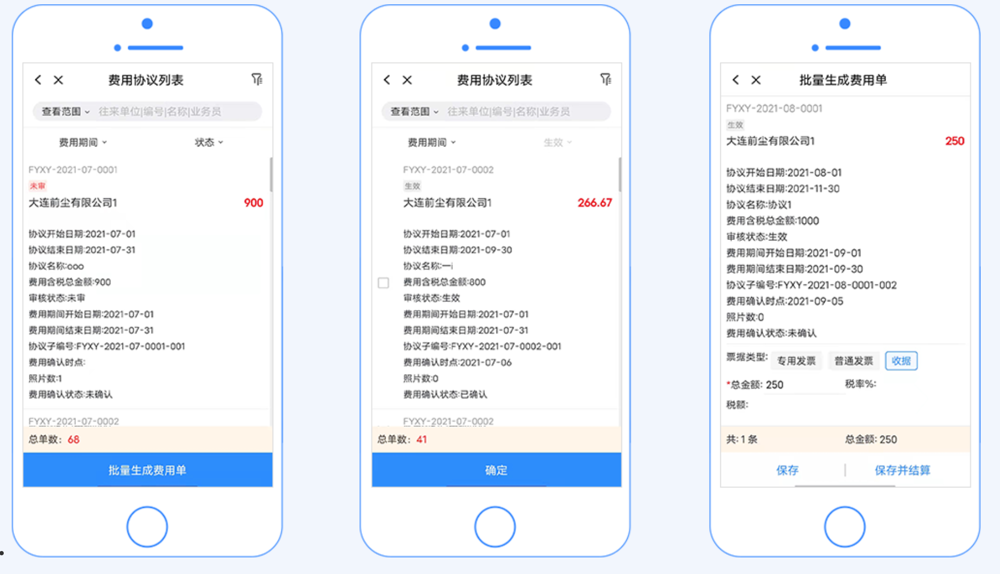 费用协议列表
查看范围 往来单位|编号|名称|业务员
费用期间 状态
FYXY-2021-07-0001
未审
大连前尘有限公司1 900
协议开始日期:2021-07-01
协议结束日期:2021-07-31
协议名称:ooo
费用含税总金额:900
审核状态:未审
费用期间开始日期:2021-07-01
费用期间结束日期:2021-07-31
协议子编号:FYXY-2021-07-0001-001
费用确认时点:
照片数:1
费用确认状态:未确认
FYXY-2021-07-0002
总单数: 68
批量生成费用单
费用协议列表
查看范围 往来单位|编号|名称|业务员
费用期间 生效
FYXY-2021-07-0002
生效
大连前尘有限公司1 266.67
协议开始日期:2021-07-01
协议结束日期:2021-09-30
协议名称:一i
费用含税总金额:800
审核状态:生效
费用期间开始日期:2021-07-01
费用期间结束日期:2021-07-31
协议子编号:FYXY-2021-07-0002-001
费用确认时点:2021-07-06
照片数:0
费用确认状态:已确认
FYXY-2021-07-0002
总单数: 41
确定
批量生成费用单
FYXY-2021-08-0001
生效
大连前尘有限公司1 250
协议开始日期:2021-08-01
协议结束日期:2021-11-30
协议名称:协议1
费用含税总金额:1000
审核状态:生效
费用期间开始日期:2021-09-01
费用期间结束日期:2021-09-30
协议子编号:FYXY-2021-08-0001-002
费用确认时点:2021-09-05
照片数:0
费用确认状态:未确认
票据类型: 专用发票 普通发票 收据
*总金额: 250 税率%:
税额:
共: 1 条 总金额: 250
保存 | 保存并结算